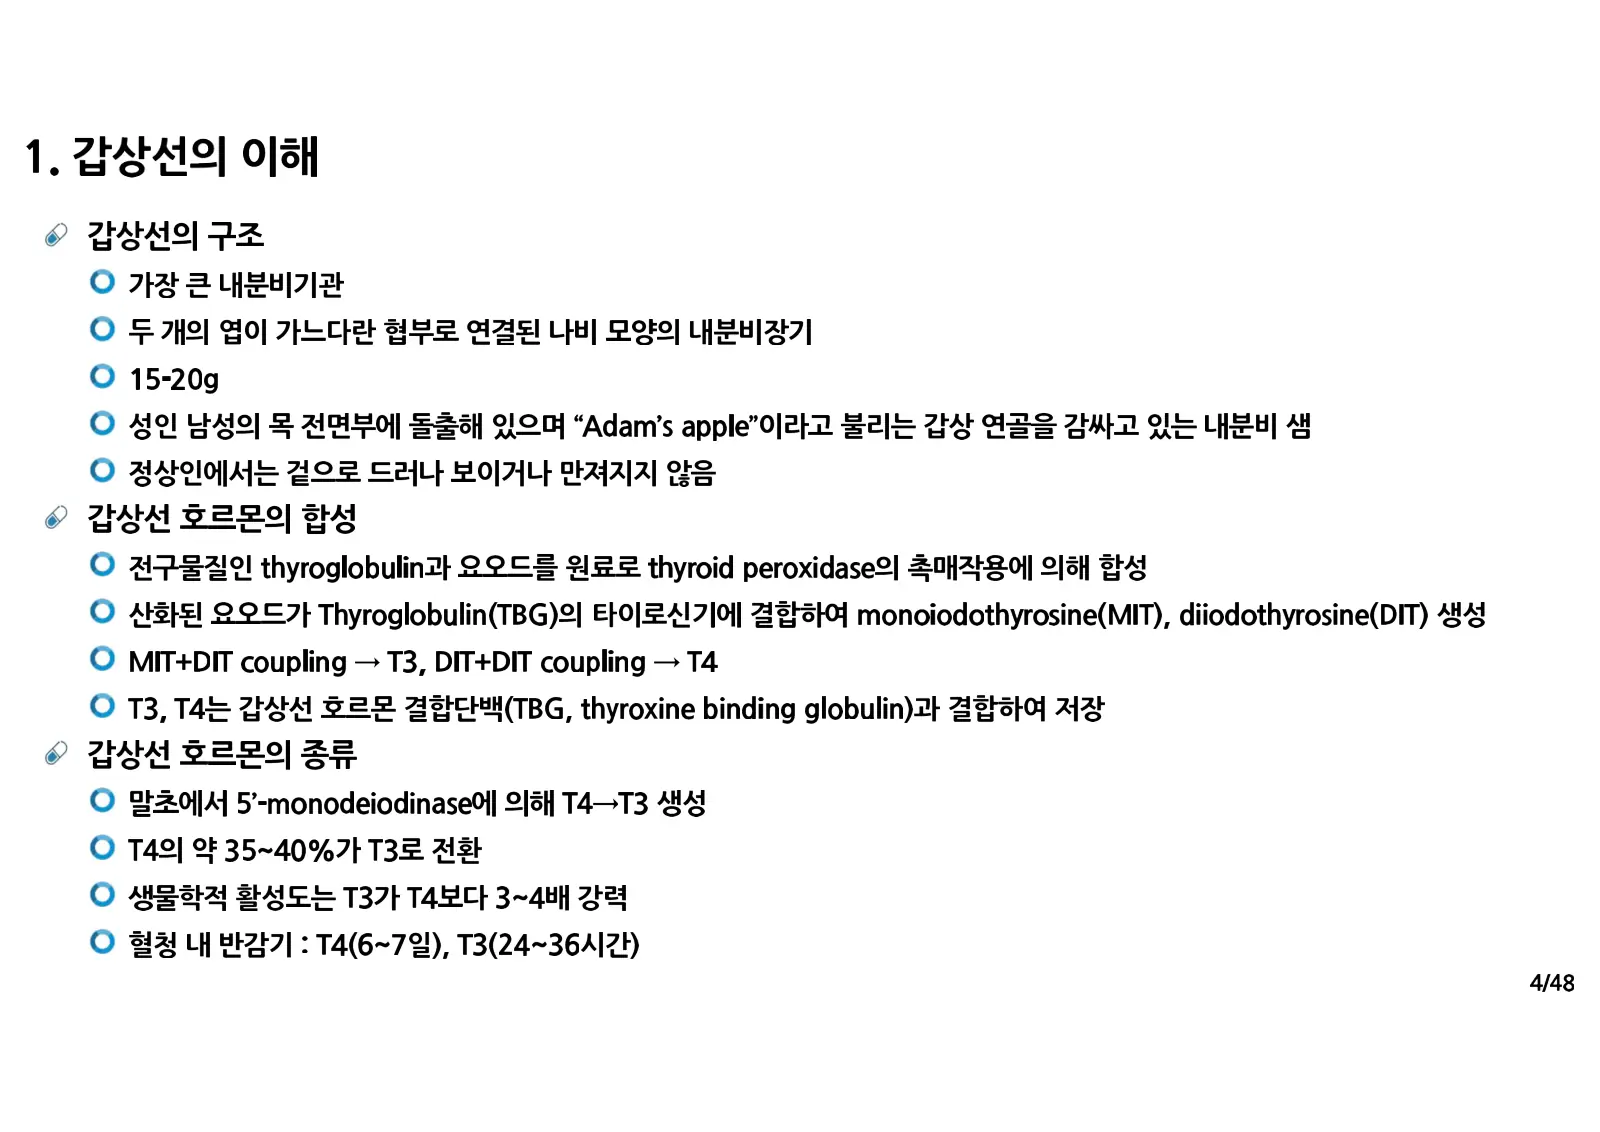 1. 갑상선의 이해
갑상선의 구조
가장 큰 내분비기관
두 개의 엽이 가느다란 협부로 연결된 나비 모양의 내분비장기
15-20g
성인 남성의 목 전면부에 돌출해 있으며 “Adam’s apple”이라고 불리는 갑상 연골을 감싸고 있는 내분비 샘
정상인에서는 겉으로 드러나 보이거나 만져지지 않음
갑상선 호르몬의 합성
전구물질인 thyroglobulin과 요오드를 원료로 thyroid peroxidase의 촉매작용에 의해 합성
산화된 요오드가 Thyroglobulin(TBG)의 타이로신기에 결합하여 monoiodothyrosine(MIT), diiodothyrosine(DIT) 생성
MIT+DIT coupling → T3, DIT+DIT coupling → T4
T3, T4는 갑상선 호르몬 결합단백(TBG, thyroxine binding globulin)과 결합하여 저장
갑상선 호르몬의 종류
말초에서 5’-monodeiodinase에 의해 T4→T3 생성
T4의 약 35~40%가 T3로 전환
생물학적 활성도는 T3가 T4보다 3~4배 강력
혈청 내 반감기 : T4(6~7일), T3(24~36시간)
4/48